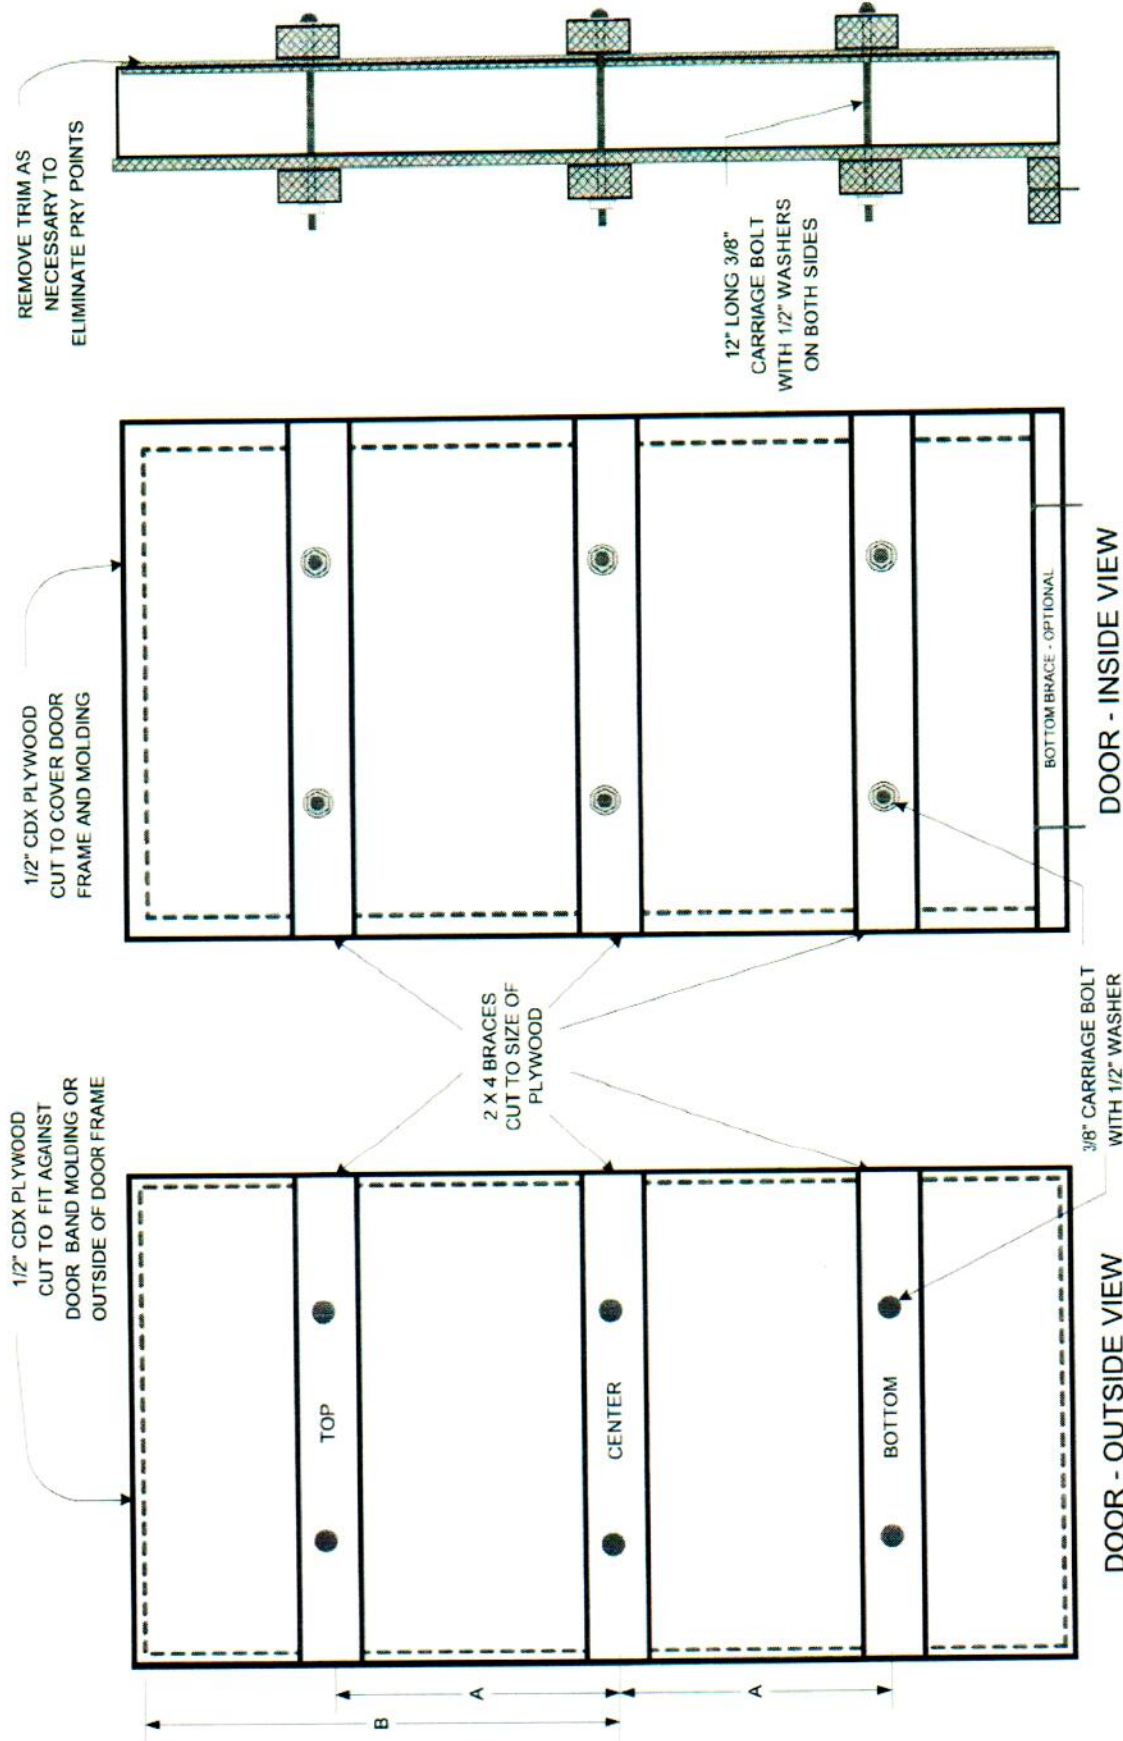 1/2" CDX PLYWOOD
CUT TO FIT AGAINST
DOOR BAND MOLDING OR
OUTSIDE OF DOOR FRAME
1/2" CDX PLYWOOD
CUT TO COVER DOOR
FRAME AND MOLDING
REMOVE TRIM AS
NECESSARY TO
ELIMINATE PRY POINTS
B
A
A
TOP
CENTER
BOTTOM
2 X 4 BRACES
CUT TO SIZE OF
PLYWOOD
12" LONG 3/8"
CARRIAGE BOLT
WITH 1/2" WASHERS
ON BOTH SIDES
BOTTOM BRACE - OPTIONAL
3/8" CARRIAGE BOLT
WITH 1/2" WASHER
DOOR - OUTSIDE VIEW
DOOR - INSIDE VIEW